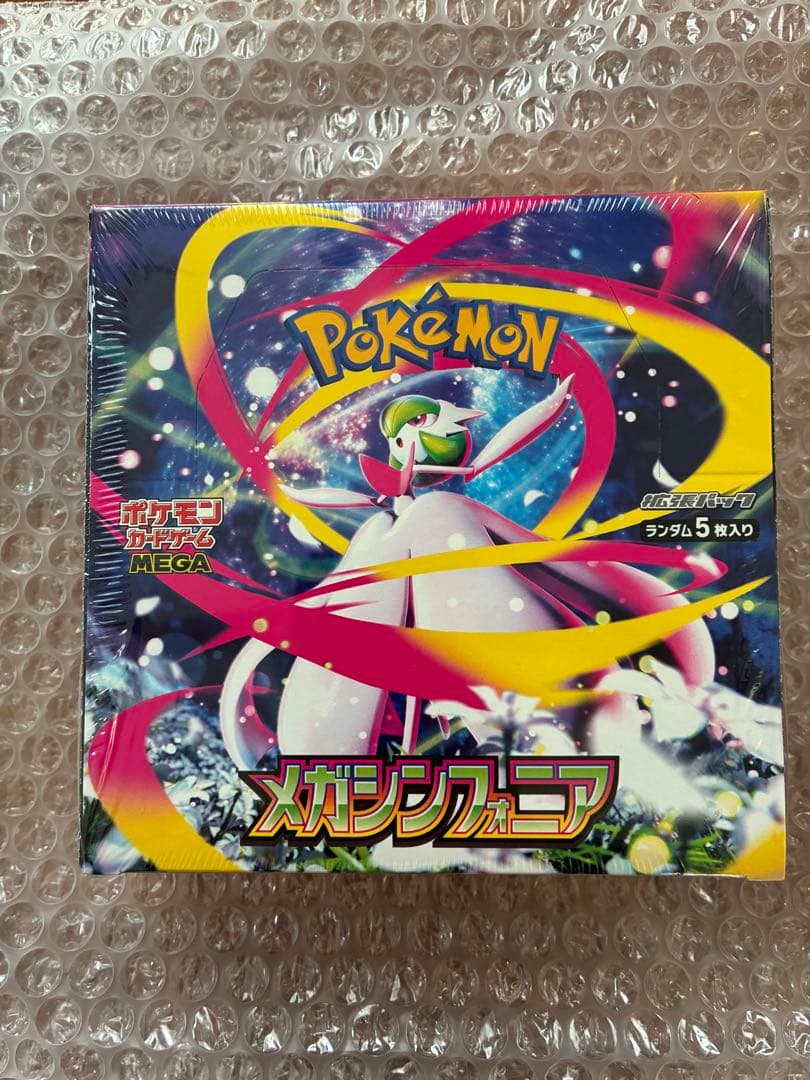 POKéMON
TM
ポケモン
カードゲーム
MEGA
拡張パック
ランダム5枚入り
メガシンフォニア